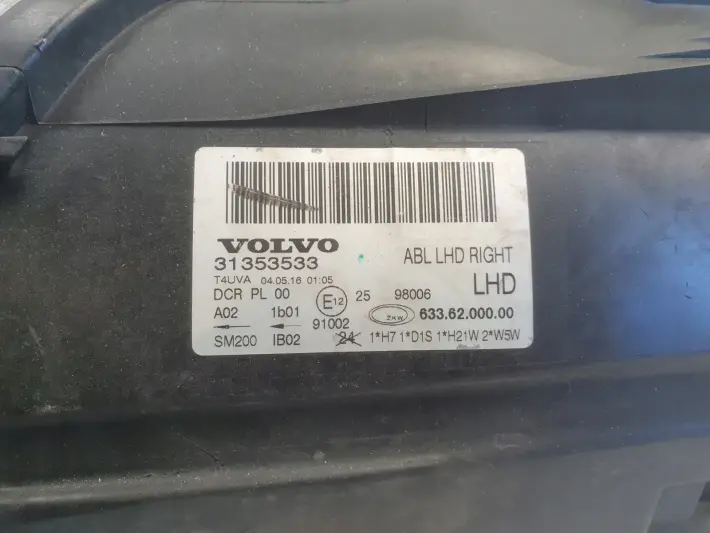 VOLVO
31353533
ABL LHD RIGHT
T4UVA 04.05.16 01:05
LHD
DCR PL 00
E12
25 98006
A02 1b01
91002
ZKW
633.62.000.00
SM200 IB02
24
1*H7 1*D1S 1*H21W 2*W5W